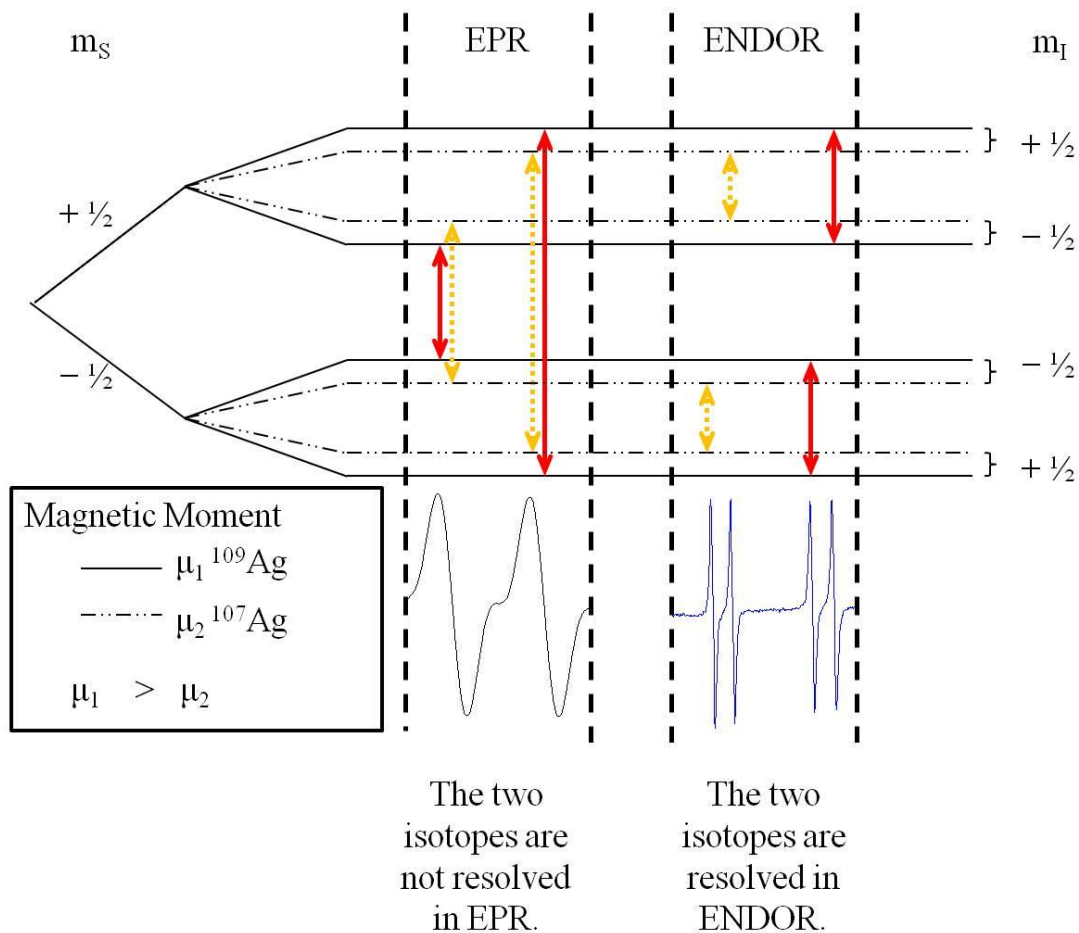 m_S
EPR
ENDOR
m_I
+ ½
− ½
+ ½
− ½
− ½
+ ½
Magnetic Moment
μ₁ ¹⁰⁹Ag
μ₂ ¹⁰⁷Ag
μ₁ > μ₂
The two
isotopes are
not resolved
in EPR.
The two
isotopes are
resolved in
ENDOR.